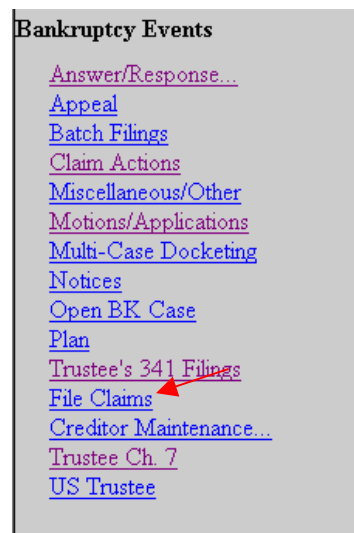 Bankruptcy Events
Answer/Response...
Appeal
Batch Filings
Claim Actions
Miscellaneous/Other
Motions/Applications
Multi-Case Docketing
Notices
Open BK Case
Plan
Trustee's 341 Filings
File Claims
Creditor Maintenance...
Trustee Ch. 7
US Trustee